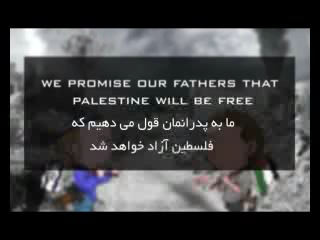 WE PROMISE OUR FATHERS THAT
PALESTINE WILL BE FREE
ما به پدرانمان قول می دهیم که
فلسطین آزاد خواهد شد